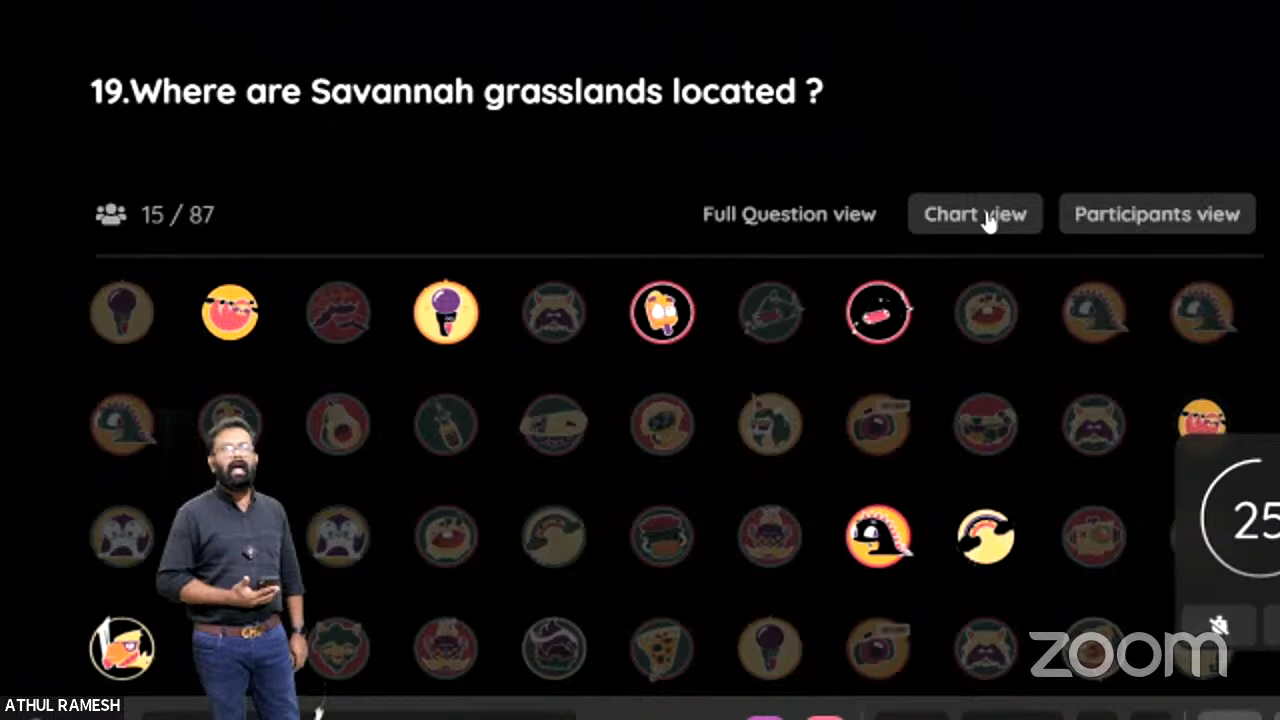 19.Where are Savannah grasslands located ?
15 / 87
Full Question view
Chart view
Participants view
25
zoom
ATHUL RAMESH